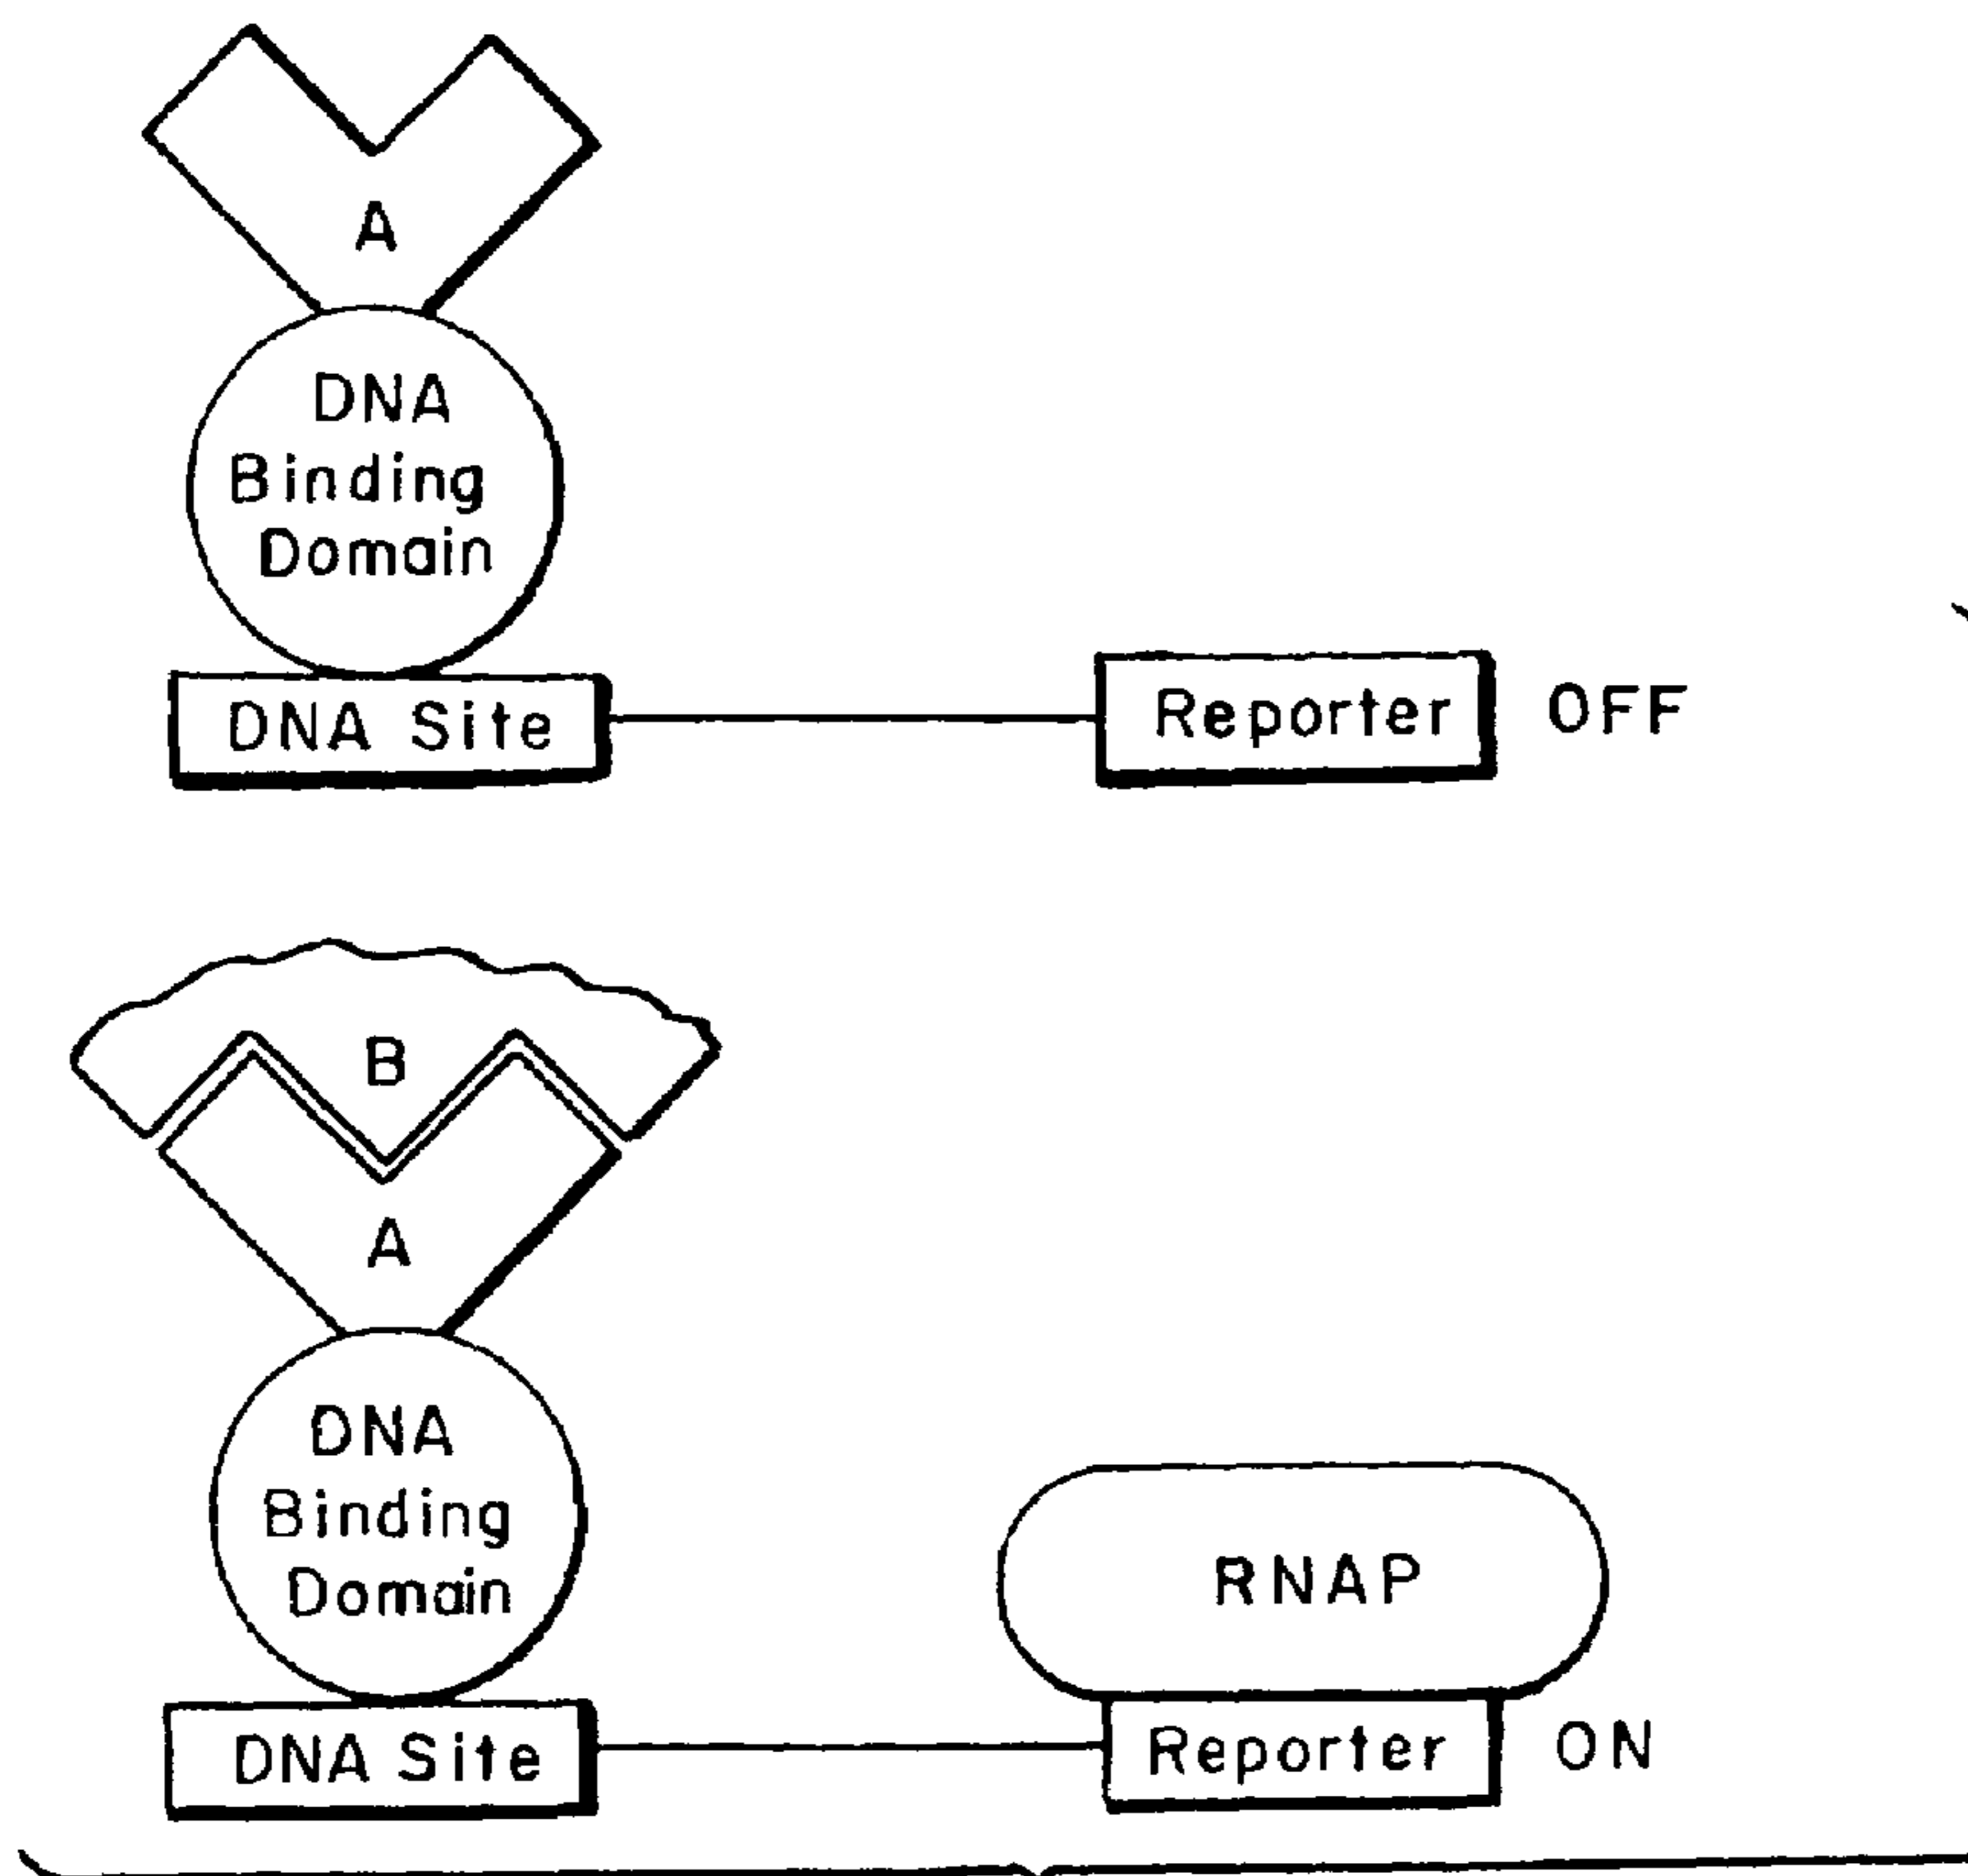 A
DNA
Binding
Domain
DNA Site
Reporter
OFF
B
A
DNA
Binding
Domain
RNAP
DNA Site
Reporter
ON